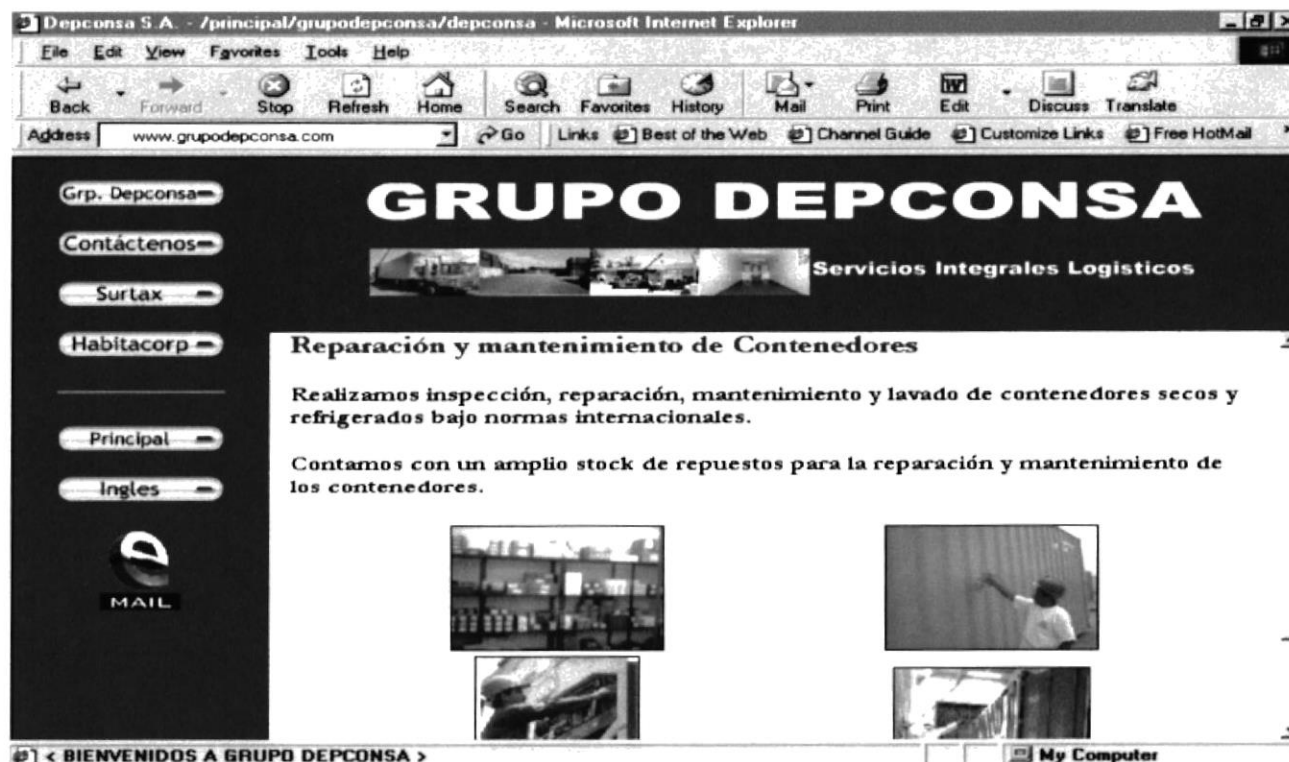 Depconsa S.A. - /principal/grupodepconsa/depconsa - Microsoft Internet Explorer
File Edit View Favorites Tools Help
Back Forward Stop Refresh Home Search Favorites History Mail Print Edit Discuss Translate
Address www.grupodepconsa.com Go Links Best of the Web Channel Guide Customize Links Free HotMail
Grp. Depconsa
Contáctenos
Surtax
Habitacorp
Principal
Ingles
MAIL
GRUPO DEPCONSA
Servicios Integrales Logisticos
Reparación y mantenimiento de Contenedores
Realizamos inspección, reparación, mantenimiento y lavado de contenedores secos y
refrigerados bajo normas internacionales.
Contamos con un amplio stock de repuestos para la reparación y mantenimiento de
los contenedores.
< BIENVENIDOS A GRUPO DEPCONSA >
My Computer